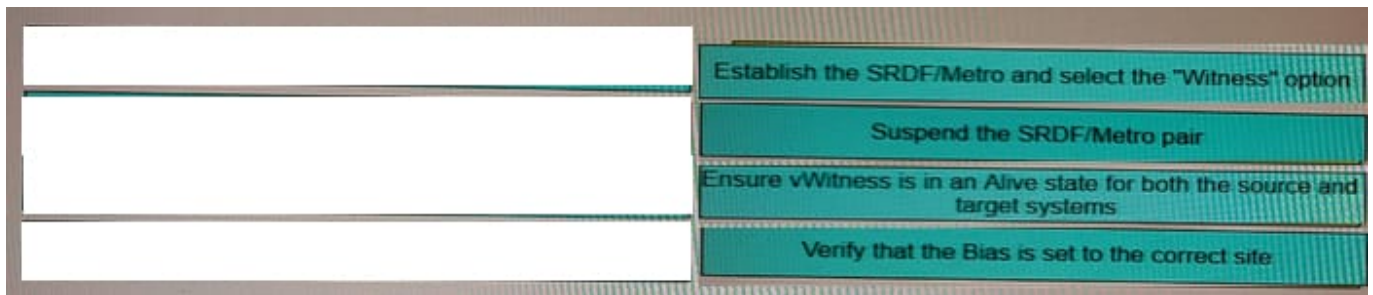 Establish the SRDF/Metro and select the "Witness" option
Suspend the SRDF/Metro pair
Ensure vWitness is in an Alive state for both the source and
target systems
Verify that the Bias is set to the correct site